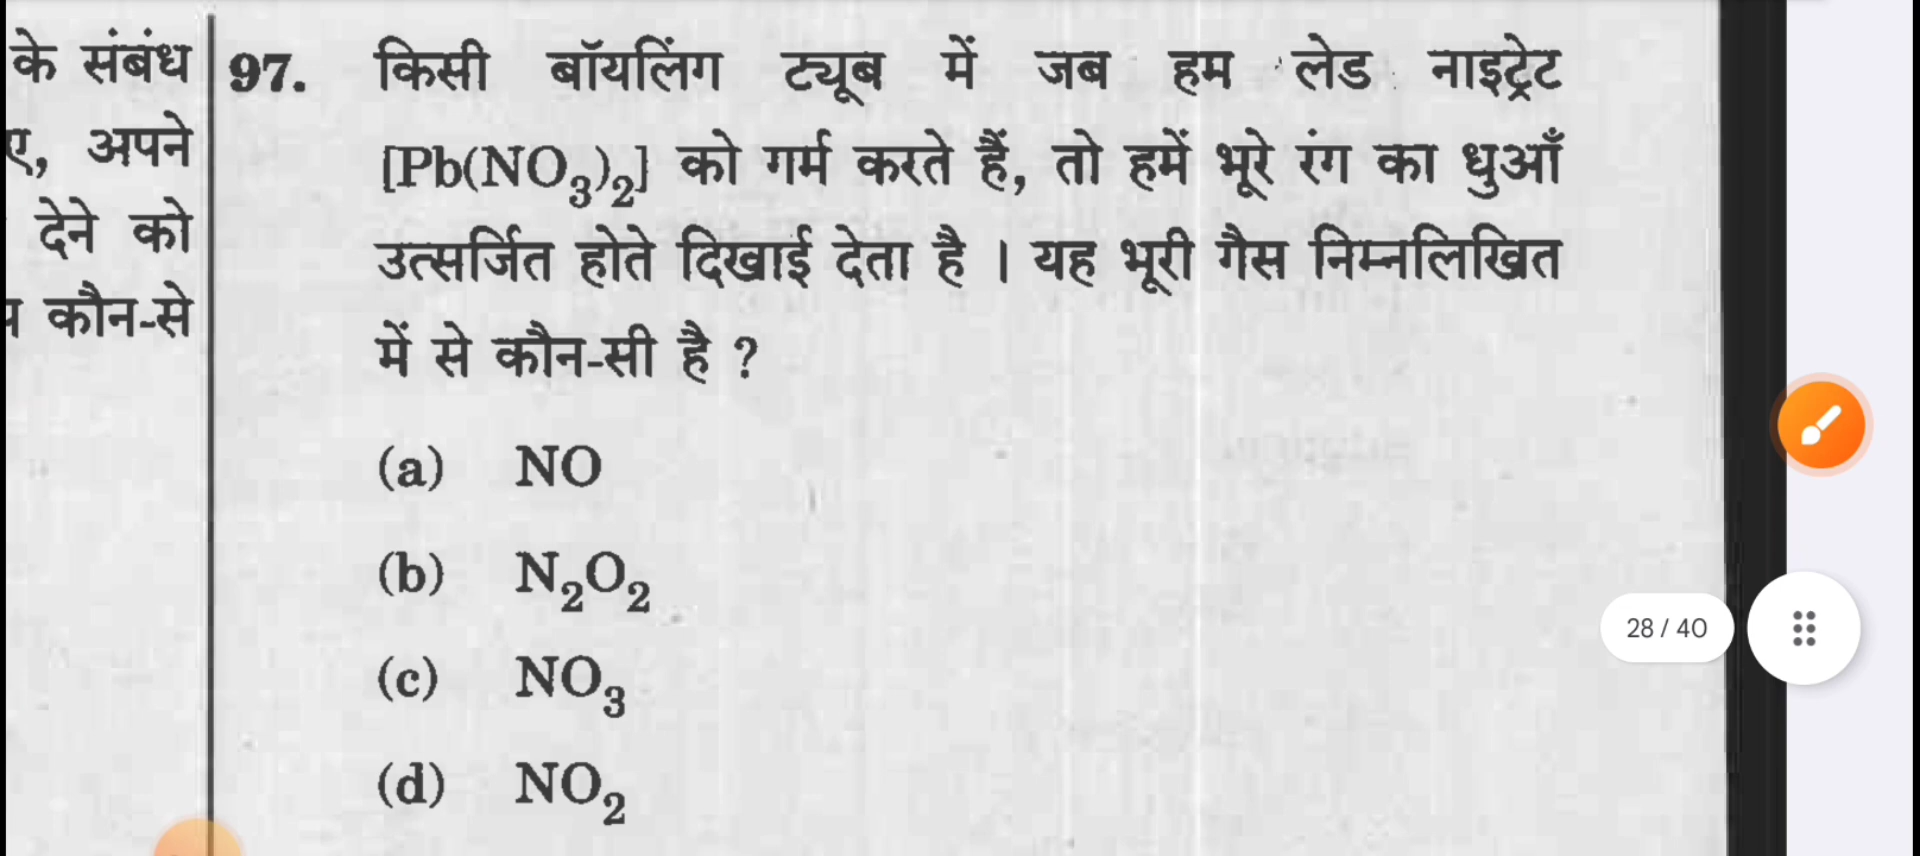 के संबंध
ए, अपने
देने को
कौन-से
97. किसी बॉयलिंग ट्यूब में जब हम लेड नाइट्रेट
[Pb(NO₃)₂] को गर्म करते हैं, तो हमें भूरे रंग का धुआँ
उत्सर्जित होते दिखाई देता है । यह भूरी गैस निम्नलिखित
में से कौन-सी है ?
(a) NO
(b) N₂O₂
(c) NO₃
(d) NO₂
28 / 40